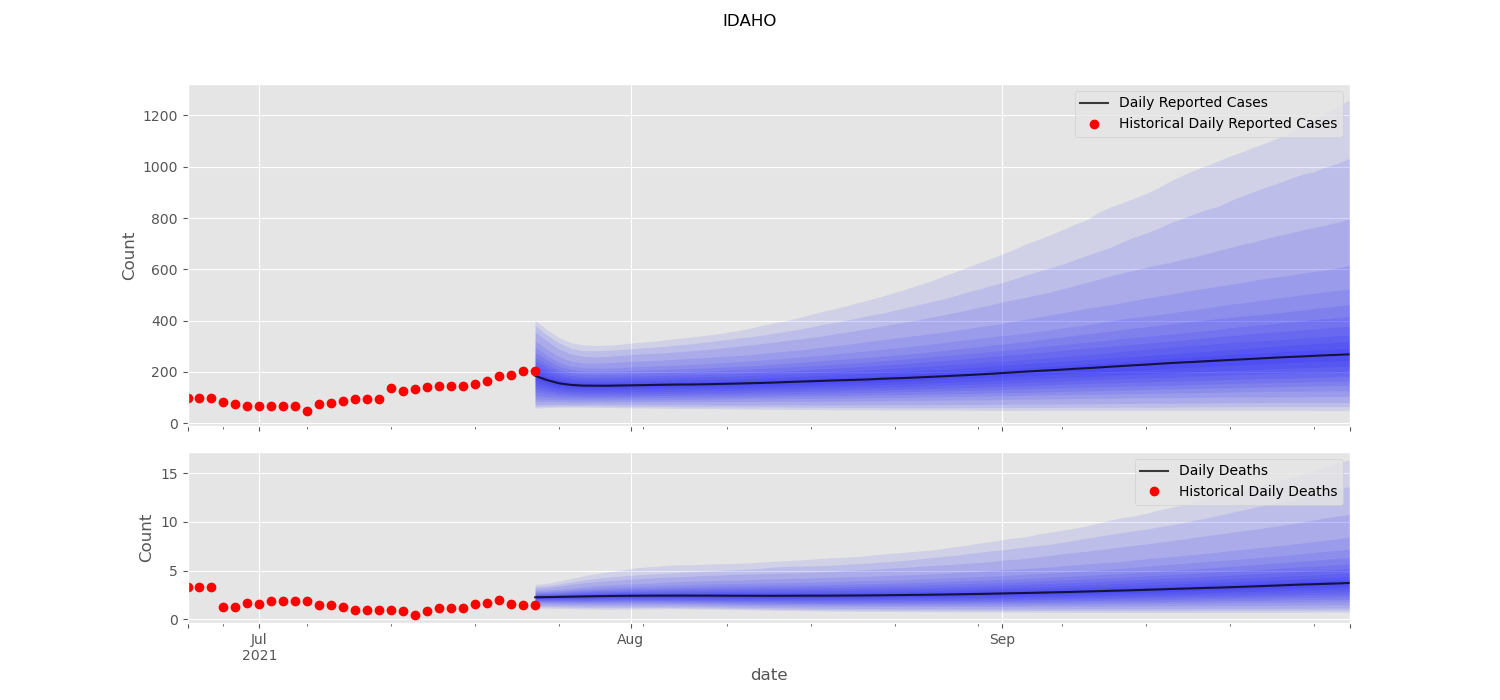 IDAHO
1200
1000
800
600
400
200
0
Count
Daily Reported Cases
Historical Daily Reported Cases
15
10
5
0
Count
Daily Deaths
Historical Daily Deaths
Jul
2021
Aug
Sep
date